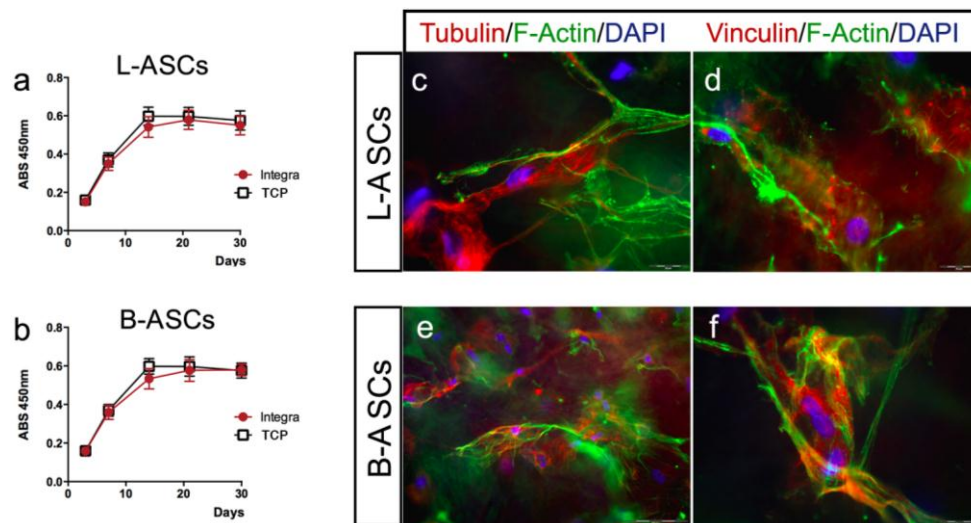 Tubulin/F-Actin/DAPI
Vinculin/F-Actin/DAPI
a
L-ASCs
ABS 450nm
0.8
0.6
0.4
0.2
0.0
0
10
20
30
Days
Integra
TCP
L-A SCs
c
d
b
B-ASCs
ABS 450nm
0.8
0.6
0.4
0.2
0.0
0
10
20
30
Days
Integra
TCP
B-A SCs
e
f